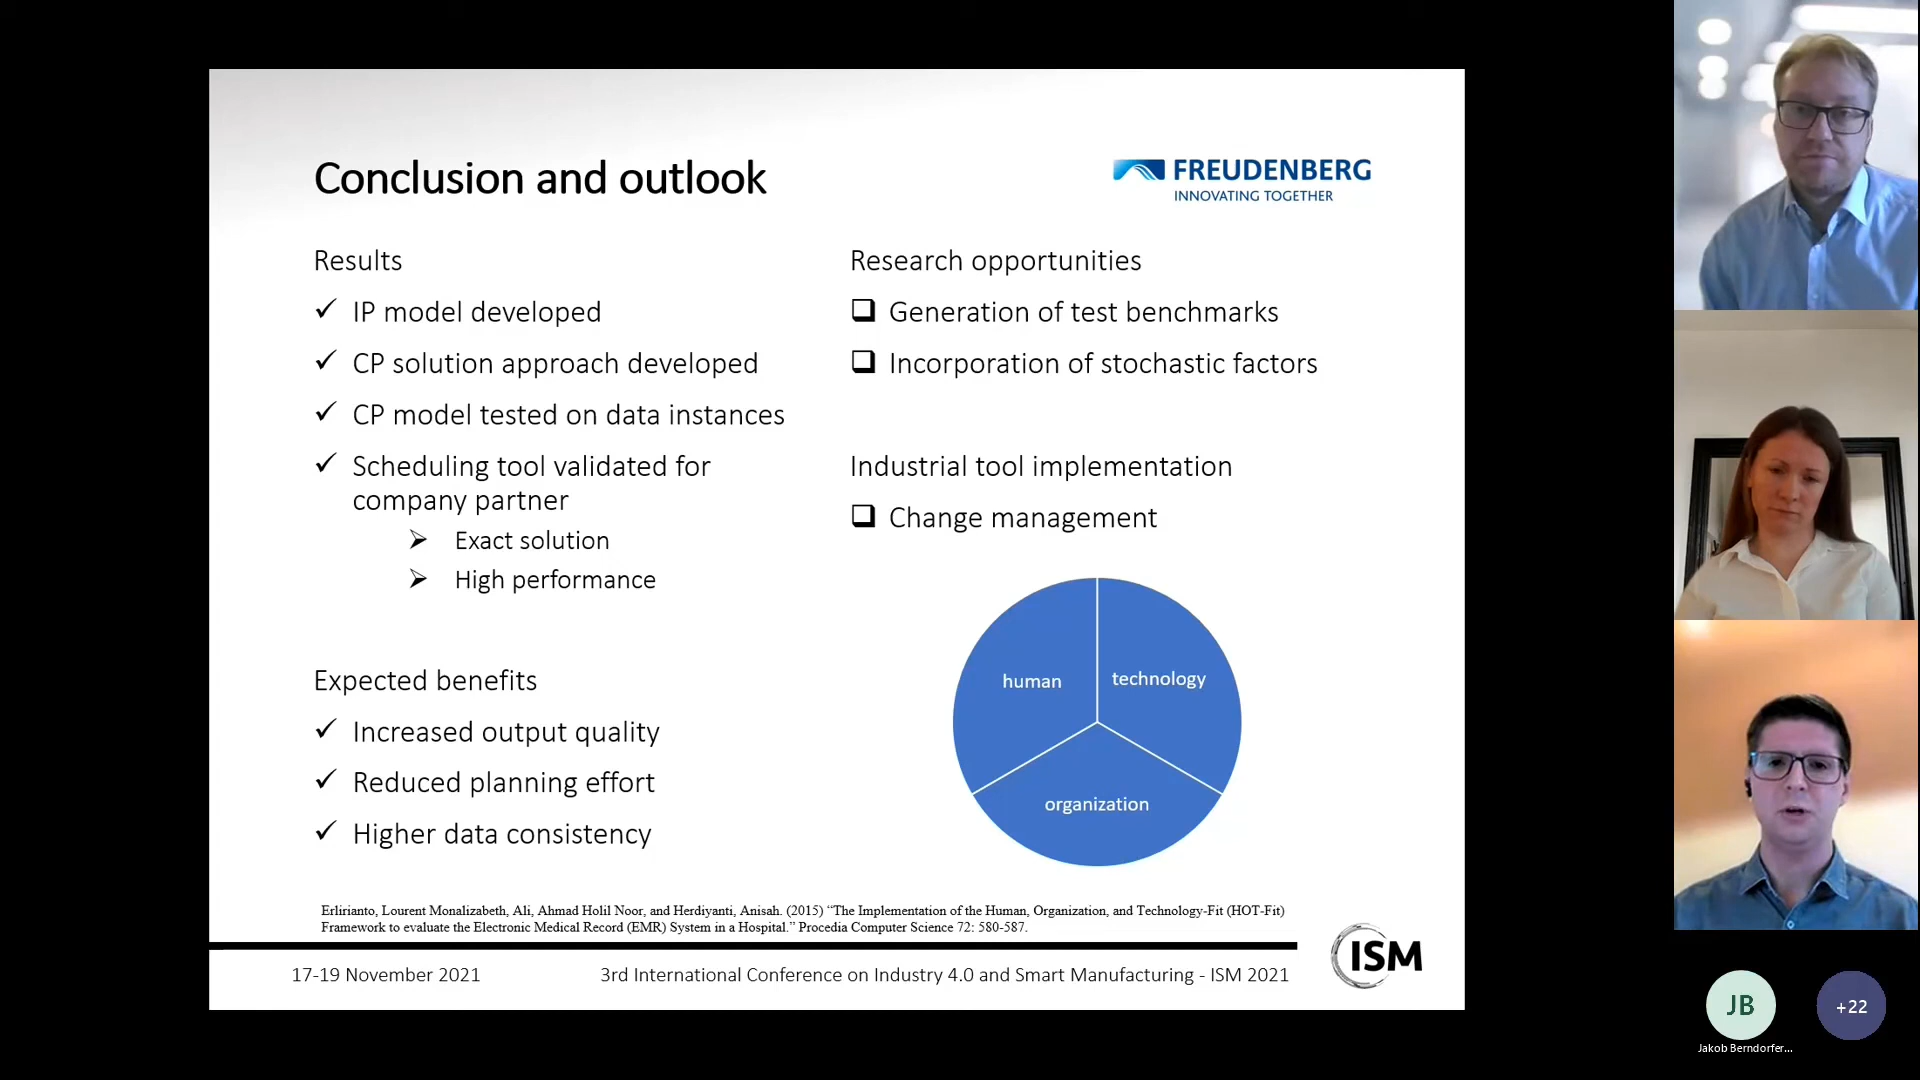 Conclusion and outlook
FREUDENBERG
INNOVATING TOGETHER
Results
IP model developed
CP solution approach developed
CP model tested on data instances
Scheduling tool validated for
company partner
Exact solution
High performance
Expected benefits
Increased output quality
Reduced planning effort
Higher data consistency
Research opportunities
Generation of test benchmarks
Incorporation of stochastic factors
Industrial tool implementation
Change management
human
technology
organization
Erlirianto, Lourent Monalizabeth, Ali, Ahmad Holil Noor, and Herdiyanti, Anisah. (2015) “The Implementation of the Human, Organization, and Technology-Fit (HOT-Fit)
Framework to evaluate the Electronic Medical Record (EMR) System in a Hospital.” Procedia Computer Science 72: 580-587.
17-19 November 2021
3rd International Conference on Industry 4.0 and Smart Manufacturing - ISM 2021
ISM
JB
+22
Jakob Berndorfer...